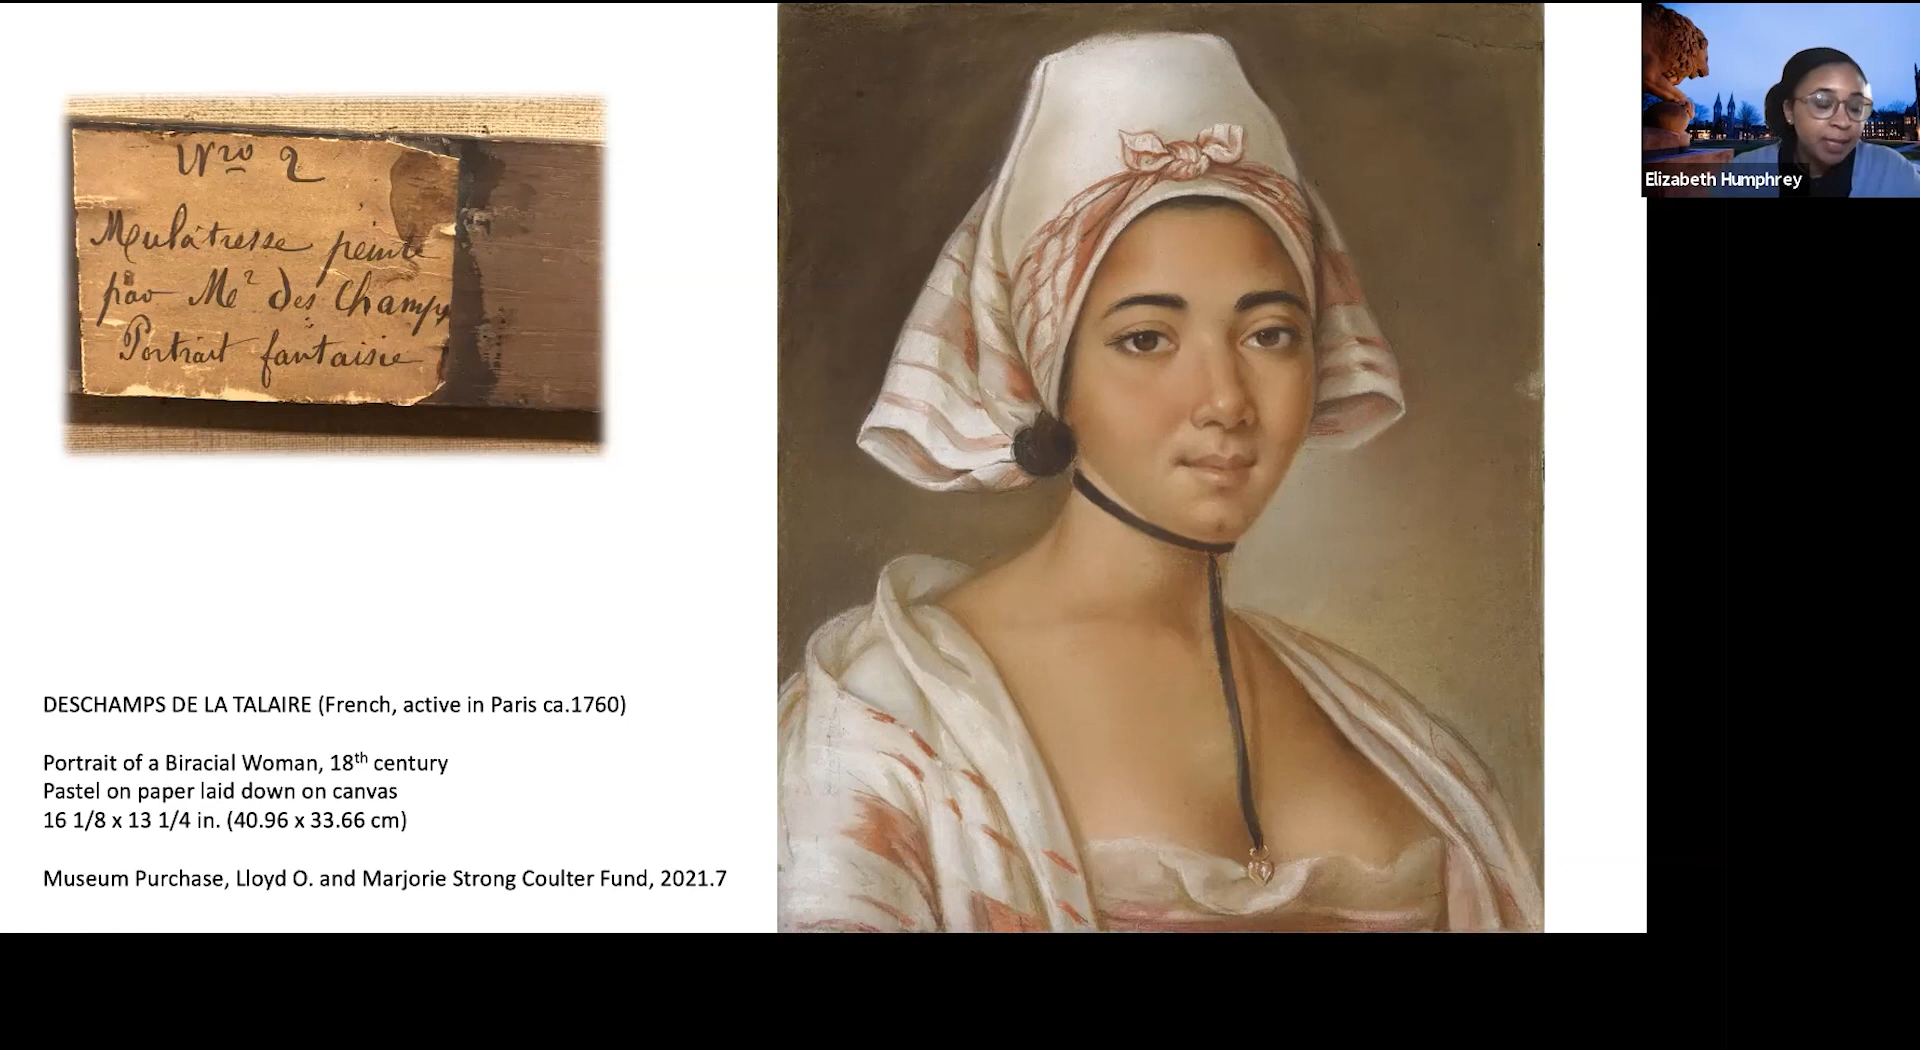 Nro 2
Mulâtresse peinte
par Me des Champs
Portrait fantaisie
DESCHAMPS DE LA TALAIRE (French, active in Paris ca.1760)
Portrait of a Biracial Woman, 18th century
Pastel on paper laid down on canvas
16 1/8 x 13 1/4 in. (40.96 x 33.66 cm)
Museum Purchase, Lloyd O. and Marjorie Strong Coulter Fund, 2021.7
Elizabeth Humphrey